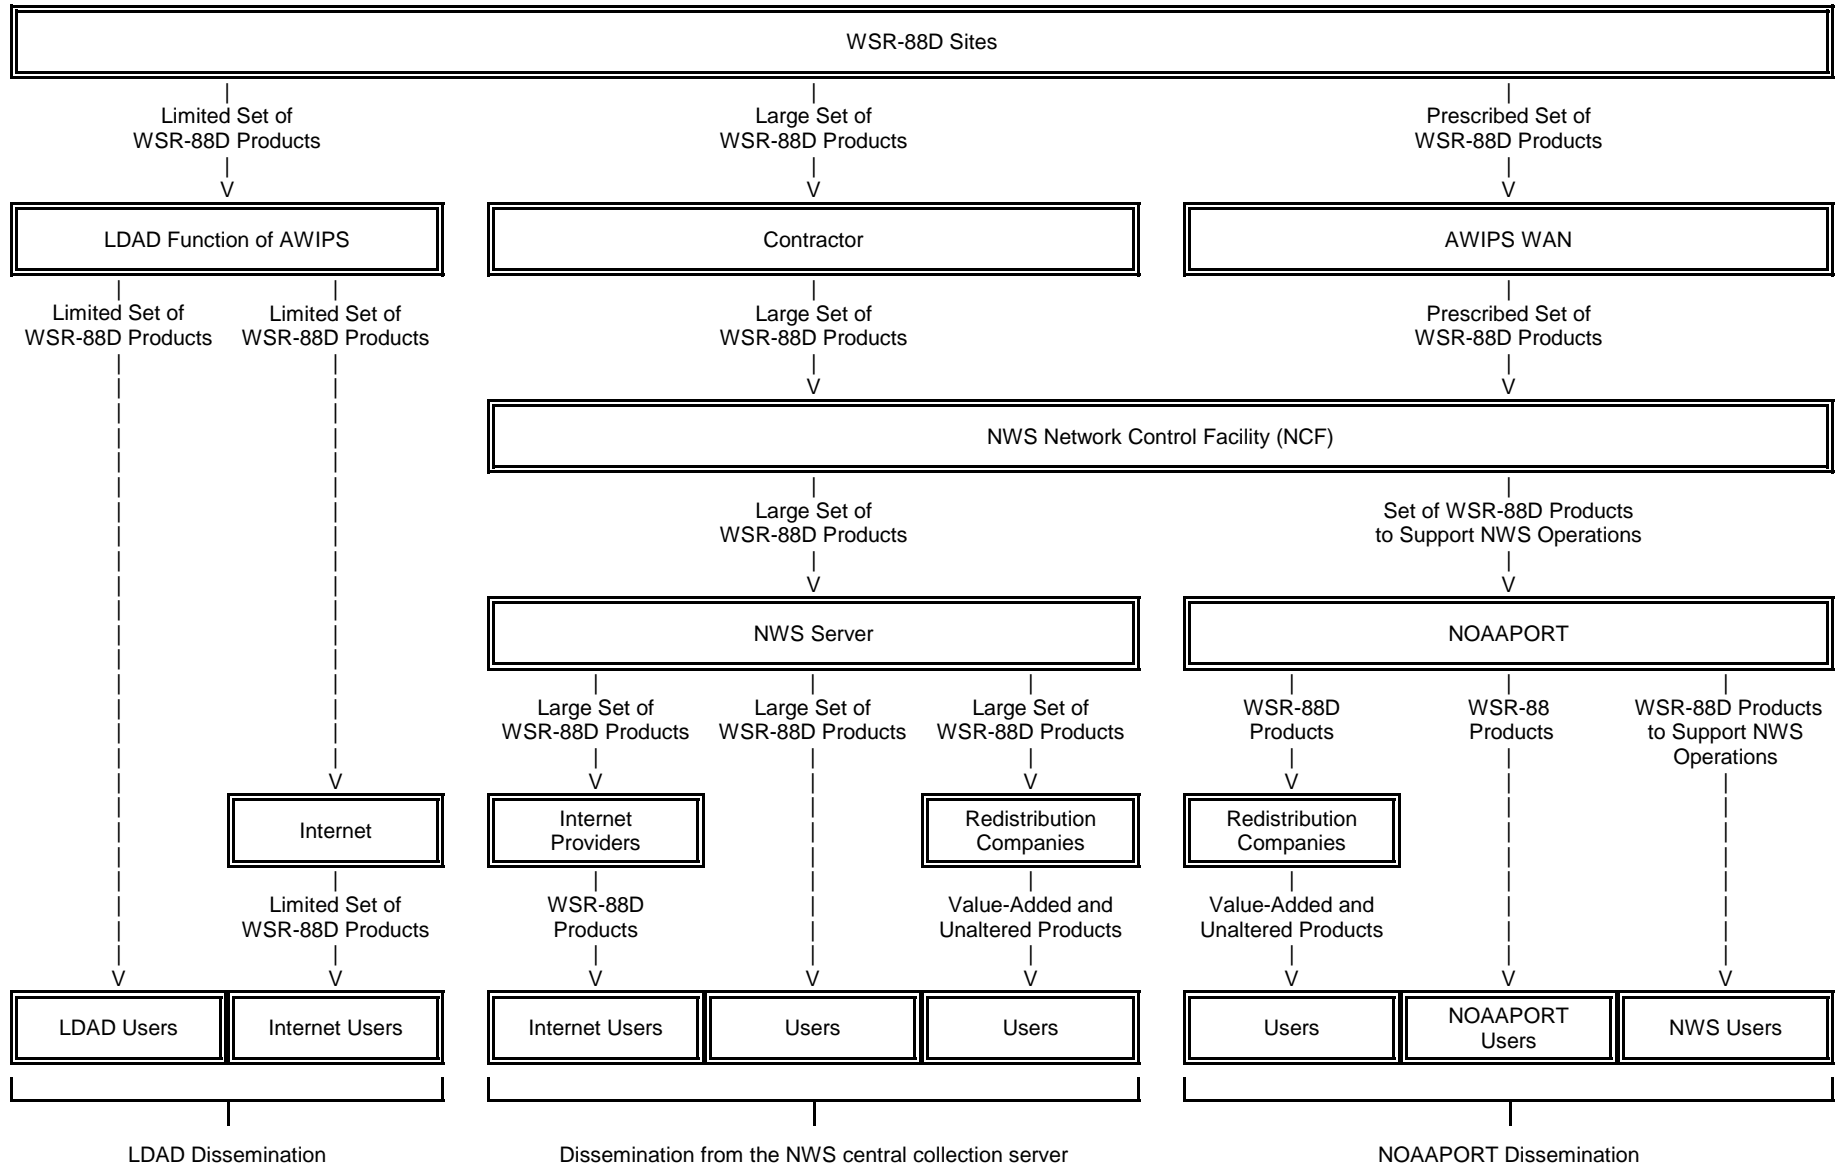 WSR-88D Sites
Limited Set of
WSR-88D Products
V
Large Set of
WSR-88D Products
V
Prescribed Set of
WSR-88D Products
V
LDAD Function of AWIPS
Contractor
AWIPS WAN
Limited Set of
WSR-88D Products
Limited Set of
WSR-88D Products
Large Set of
WSR-88D Products
V
Prescribed Set of
WSR-88D Products
V
NWS Network Control Facility (NCF)
Large Set of
WSR-88D Products
V
Set of WSR-88D Products
to Support NWS Operations
V
NWS Server
NOAAPORT
Large Set of
WSR-88D Products
Large Set of
WSR-88D Products
Large Set of
WSR-88D Products
WSR-88D
Products
WSR-88
Products
WSR-88D Products
to Support NWS
Operations
V
V
V
V
Internet
Internet
Providers
Redistribution
Companies
Redistribution
Companies
Limited Set of
WSR-88D Products
WSR-88D
Products
Value-Added and
Unaltered Products
Value-Added and
Unaltered Products
V
V
V
V
V
V
V
V
LDAD Users
Internet Users
Internet Users
Users
Users
Users
NOAAPORT
Users
NWS Users
LDAD Dissemination
Dissemination from the NWS central collection server
NOAAPORT Dissemination